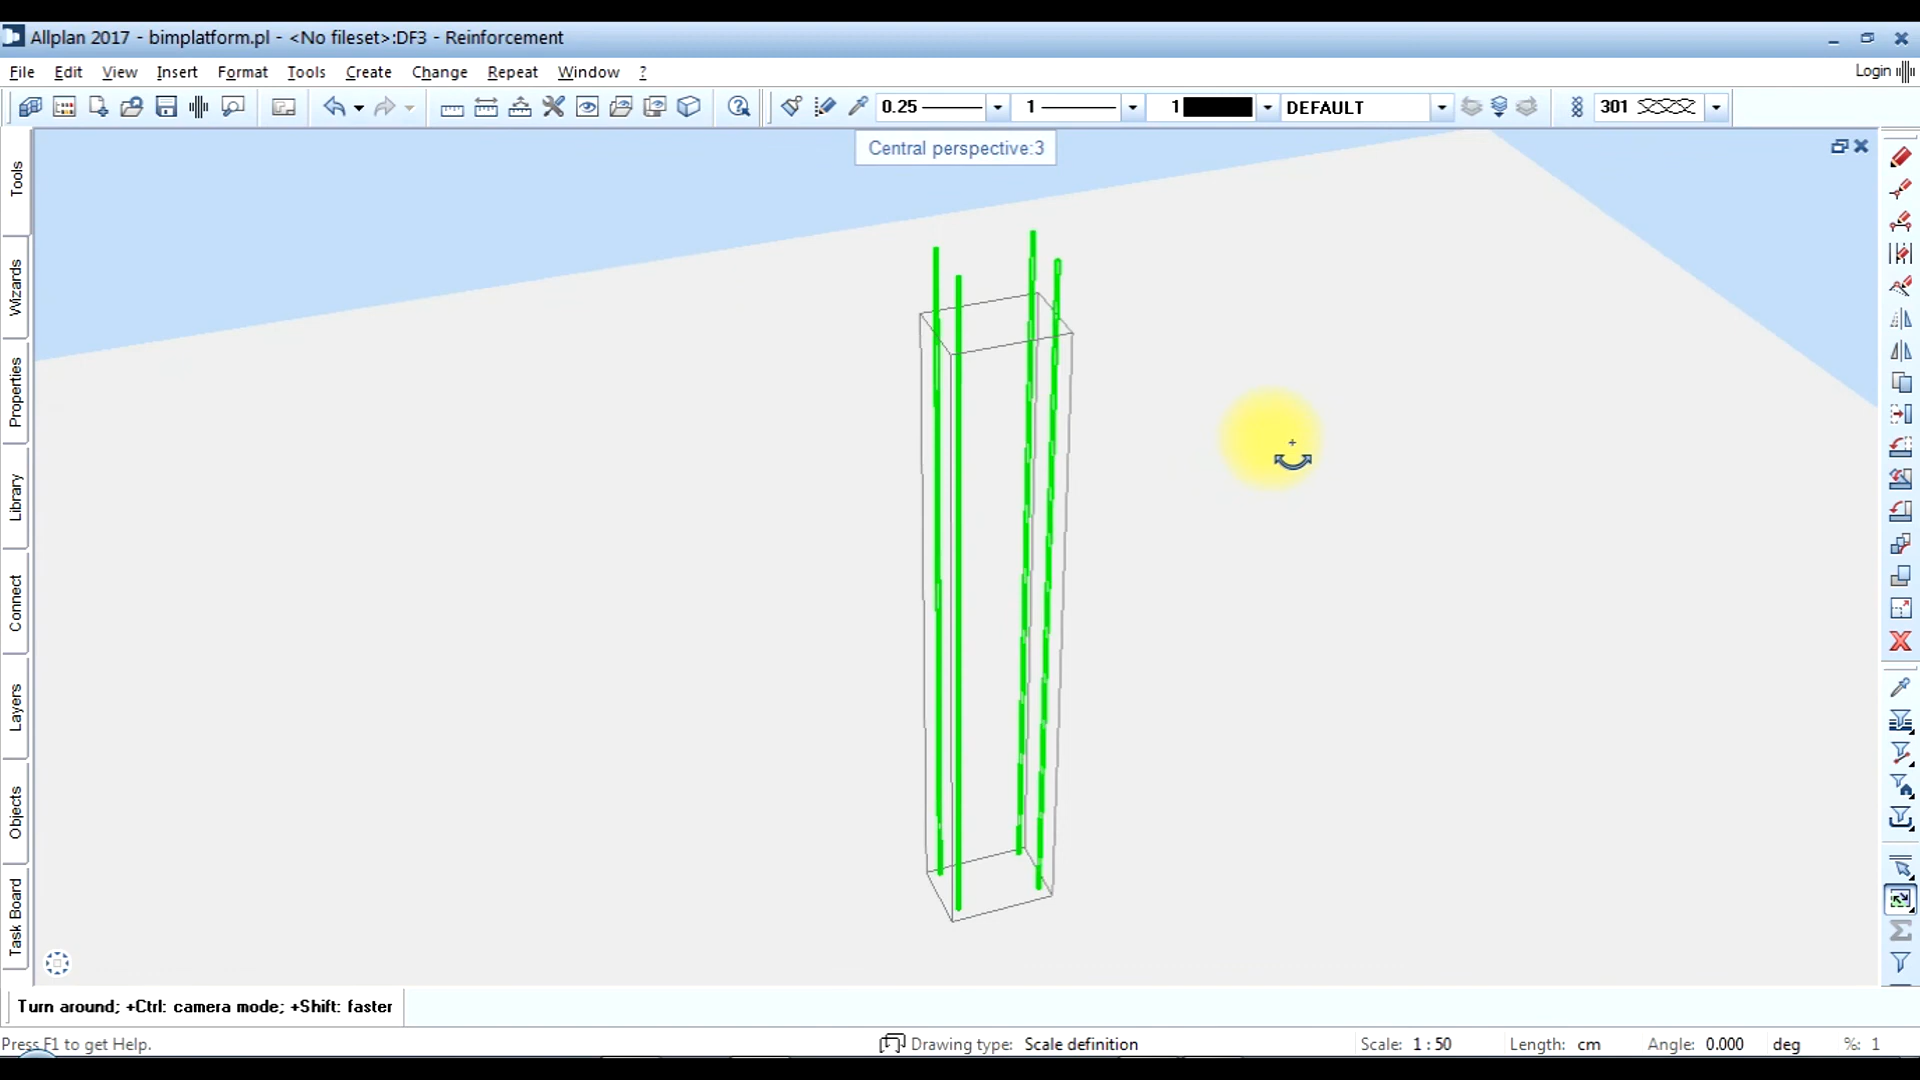 Allplan 2017 - bimplatform.pl - <No fileset>:DF3 - Reinforcement
File Edit View Insert Format Tools Create Change Repeat Window ?
Login
0.25 1 1 DEFAULT 301
Central perspective:3
Tools
Wizards
Properties
Library
Connect
Layers
Objects
Task Board
Turn around; +Ctrl: camera mode; +Shift: faster
Press F1 to get Help. Drawing type: Scale definition Scale: 1 : 50 Length: cm Angle: 0.000 deg %: 1